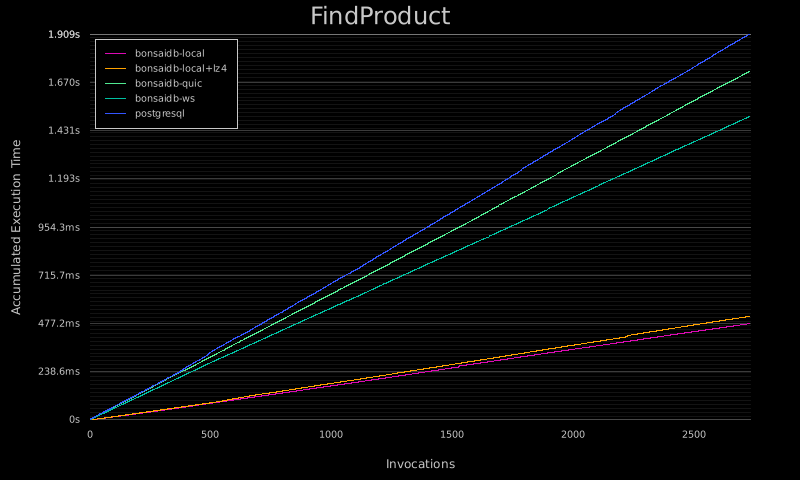 FindProduct
1.909s
1.670s
1.431s
1.193s
954.3ms
715.7ms
477.2ms
238.6ms
0s
bonsaidb-local
bonsaidb-local+lz4
bonsaidb-quic
bonsaidb-ws
postgresql
Accumulated Execution Time
0 500 1000 1500 2000 2500
Invocations